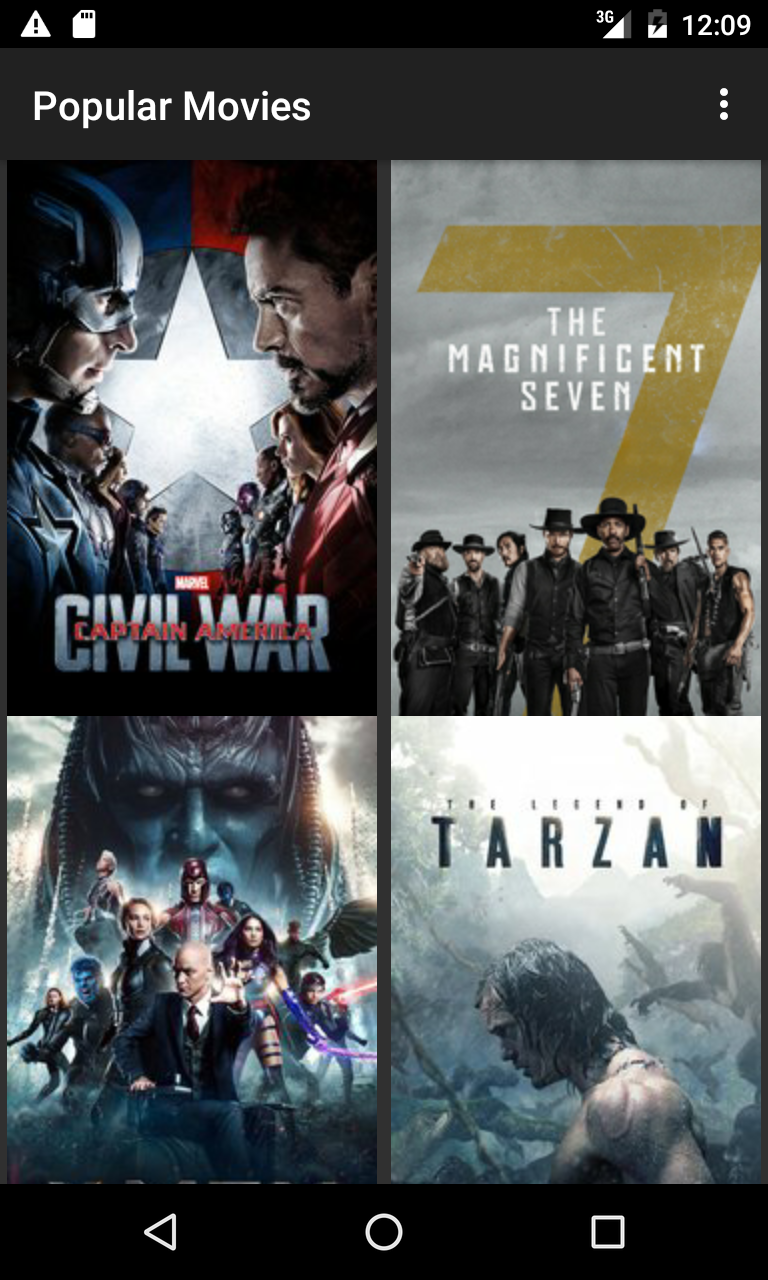 3G 12:09
Popular Movies
THE
MAGNIFICENT
SEVEN
MARVEL
CIVIL WAR
CAPTAIN AMERICA
THE LEGEND OF
TARZAN